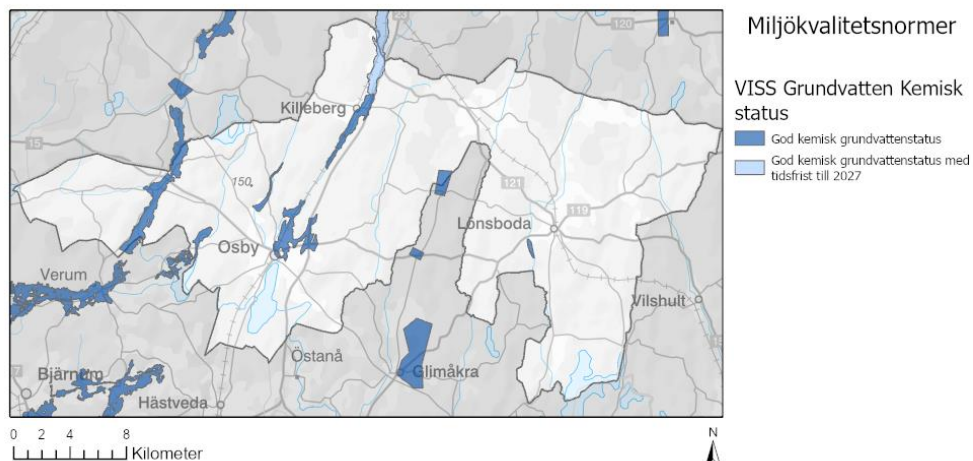 Miljökvalitetsnormer
VISS Grundvatten Kemisk
status
God kemisk grundvattenstatus
God kemisk grundvattenstatus med
tidsfrist till 2027
23
120
Killeberg
15
150
121
119
Lönsboda
Osby
Verum
Vilshult
Östanå
Glimåkra
Bjärnum
Hästveda
0 2 4 8
Kilometer
N